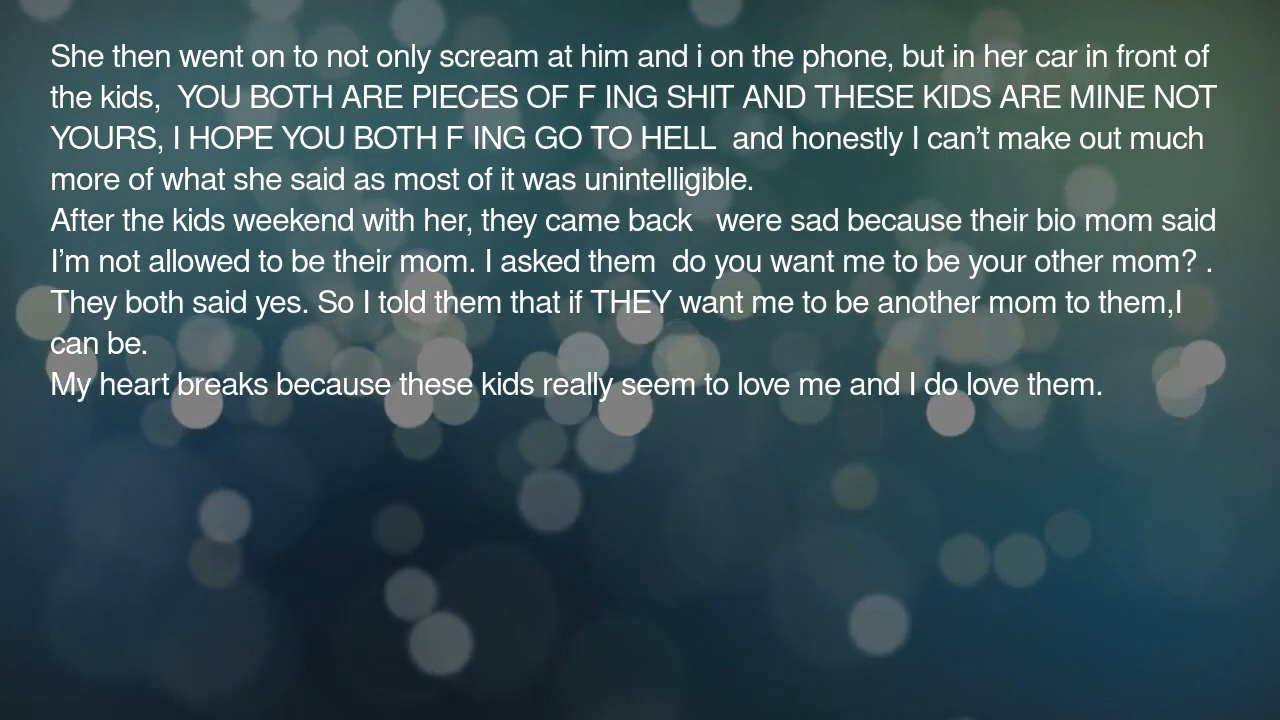 She then went on to not only scream at him and i on the phone, but in her car in front of
the kids,  YOU BOTH ARE PIECES OF F ING SHIT AND THESE KIDS ARE MINE NOT
YOURS, I HOPE YOU BOTH F ING GO TO HELL  and honestly I can’t make out much
more of what she said as most of it was unintelligible.
After the kids weekend with her, they came back   were sad because their bio mom said
I’m not allowed to be their mom. I asked them  do you want me to be your other mom? .
They both said yes. So I told them that if THEY want me to be another mom to them,I
can be.
My heart breaks because these kids really seem to love me and I do love them.